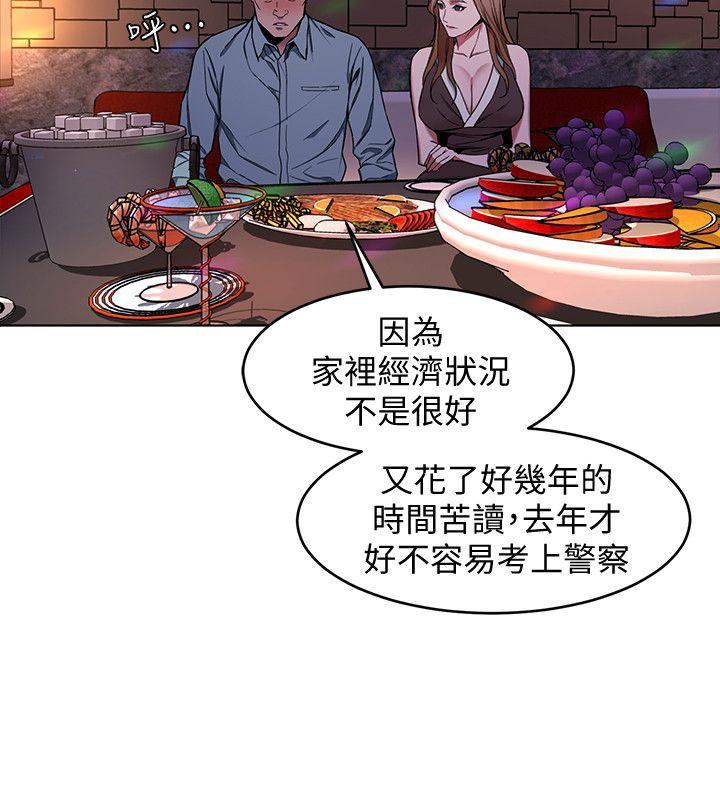 呼…
因為
家裡經濟狀況
不是很好
又花了好幾年的
時間苦讀，去年才
好不容易考上警察